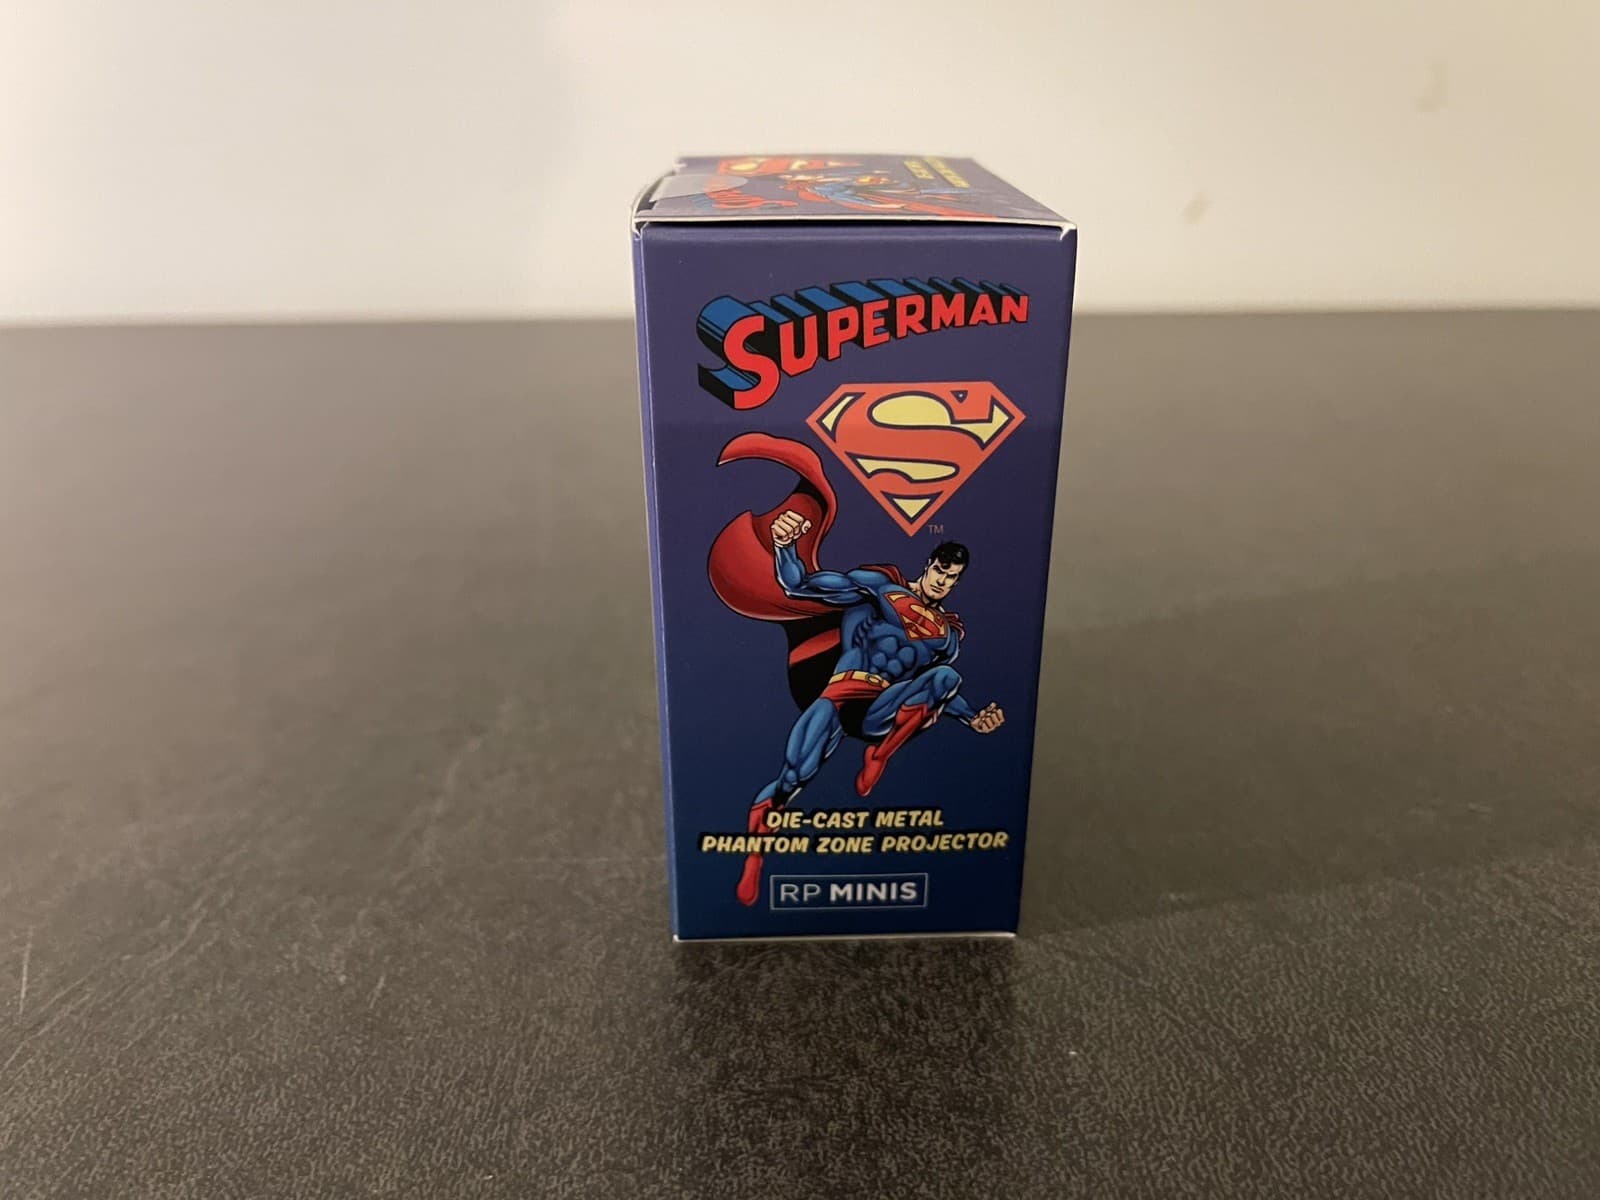 SUPERMAN
S
TM
DIE-CAST METAL
PHANTOM ZONE PROJECTOR
RP MINIS